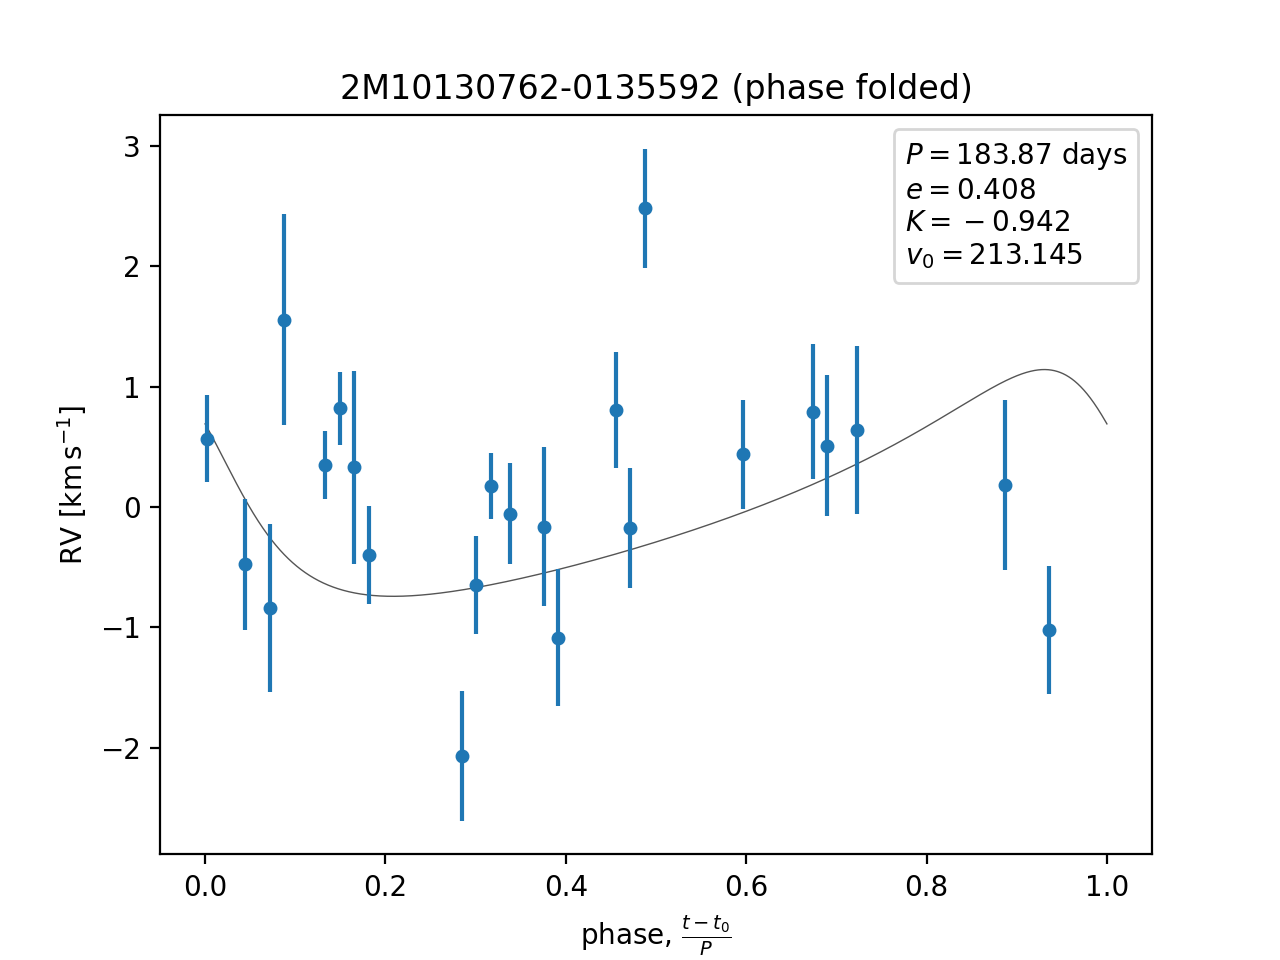 2M10130762-0135592 (phase folded)
P = 183.87 days
e = 0.408
K = −0.942
v₀ = 213.145
RV [km s⁻¹]
3
2
1
0
−1
−2
0.0 0.2 0.4 0.6 0.8 1.0
phase, (t − t₀)/P